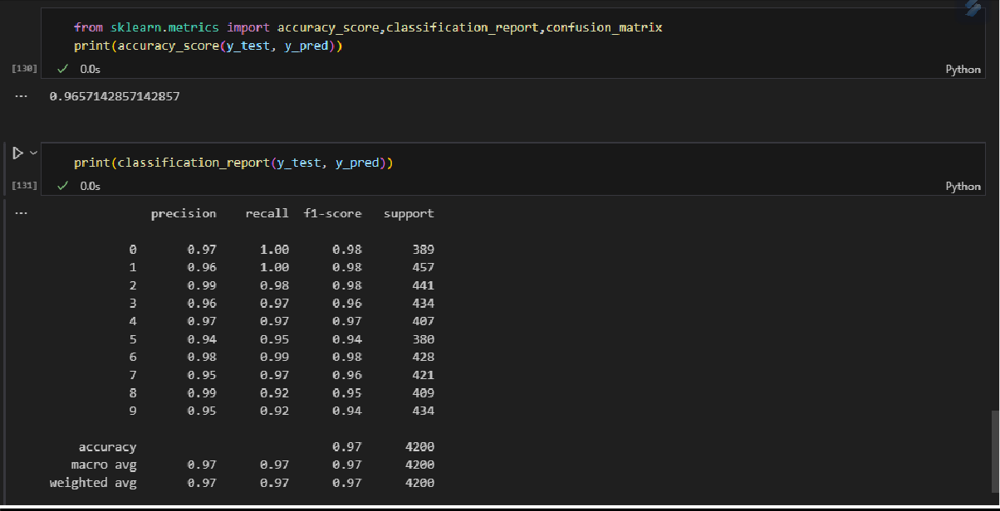 from sklearn.metrics import accuracy_score,classification_report,confusion_matrix
print(accuracy_score(y_test, y_pred))
[130] 0.0s Python
... 0.9657142857142857
print(classification_report(y_test, y_pred))
[131] 0.0s Python
... precision recall f1-score support
0 0.97 1.00 0.98 389
1 0.96 1.00 0.98 457
2 0.99 0.98 0.98 441
3 0.96 0.97 0.96 434
4 0.97 0.97 0.97 407
5 0.94 0.95 0.94 380
6 0.98 0.99 0.98 428
7 0.95 0.97 0.96 421
8 0.99 0.92 0.95 409
9 0.95 0.92 0.94 434
accuracy 0.97 4200
macro avg 0.97 0.97 0.97 4200
weighted avg 0.97 0.97 0.97 4200